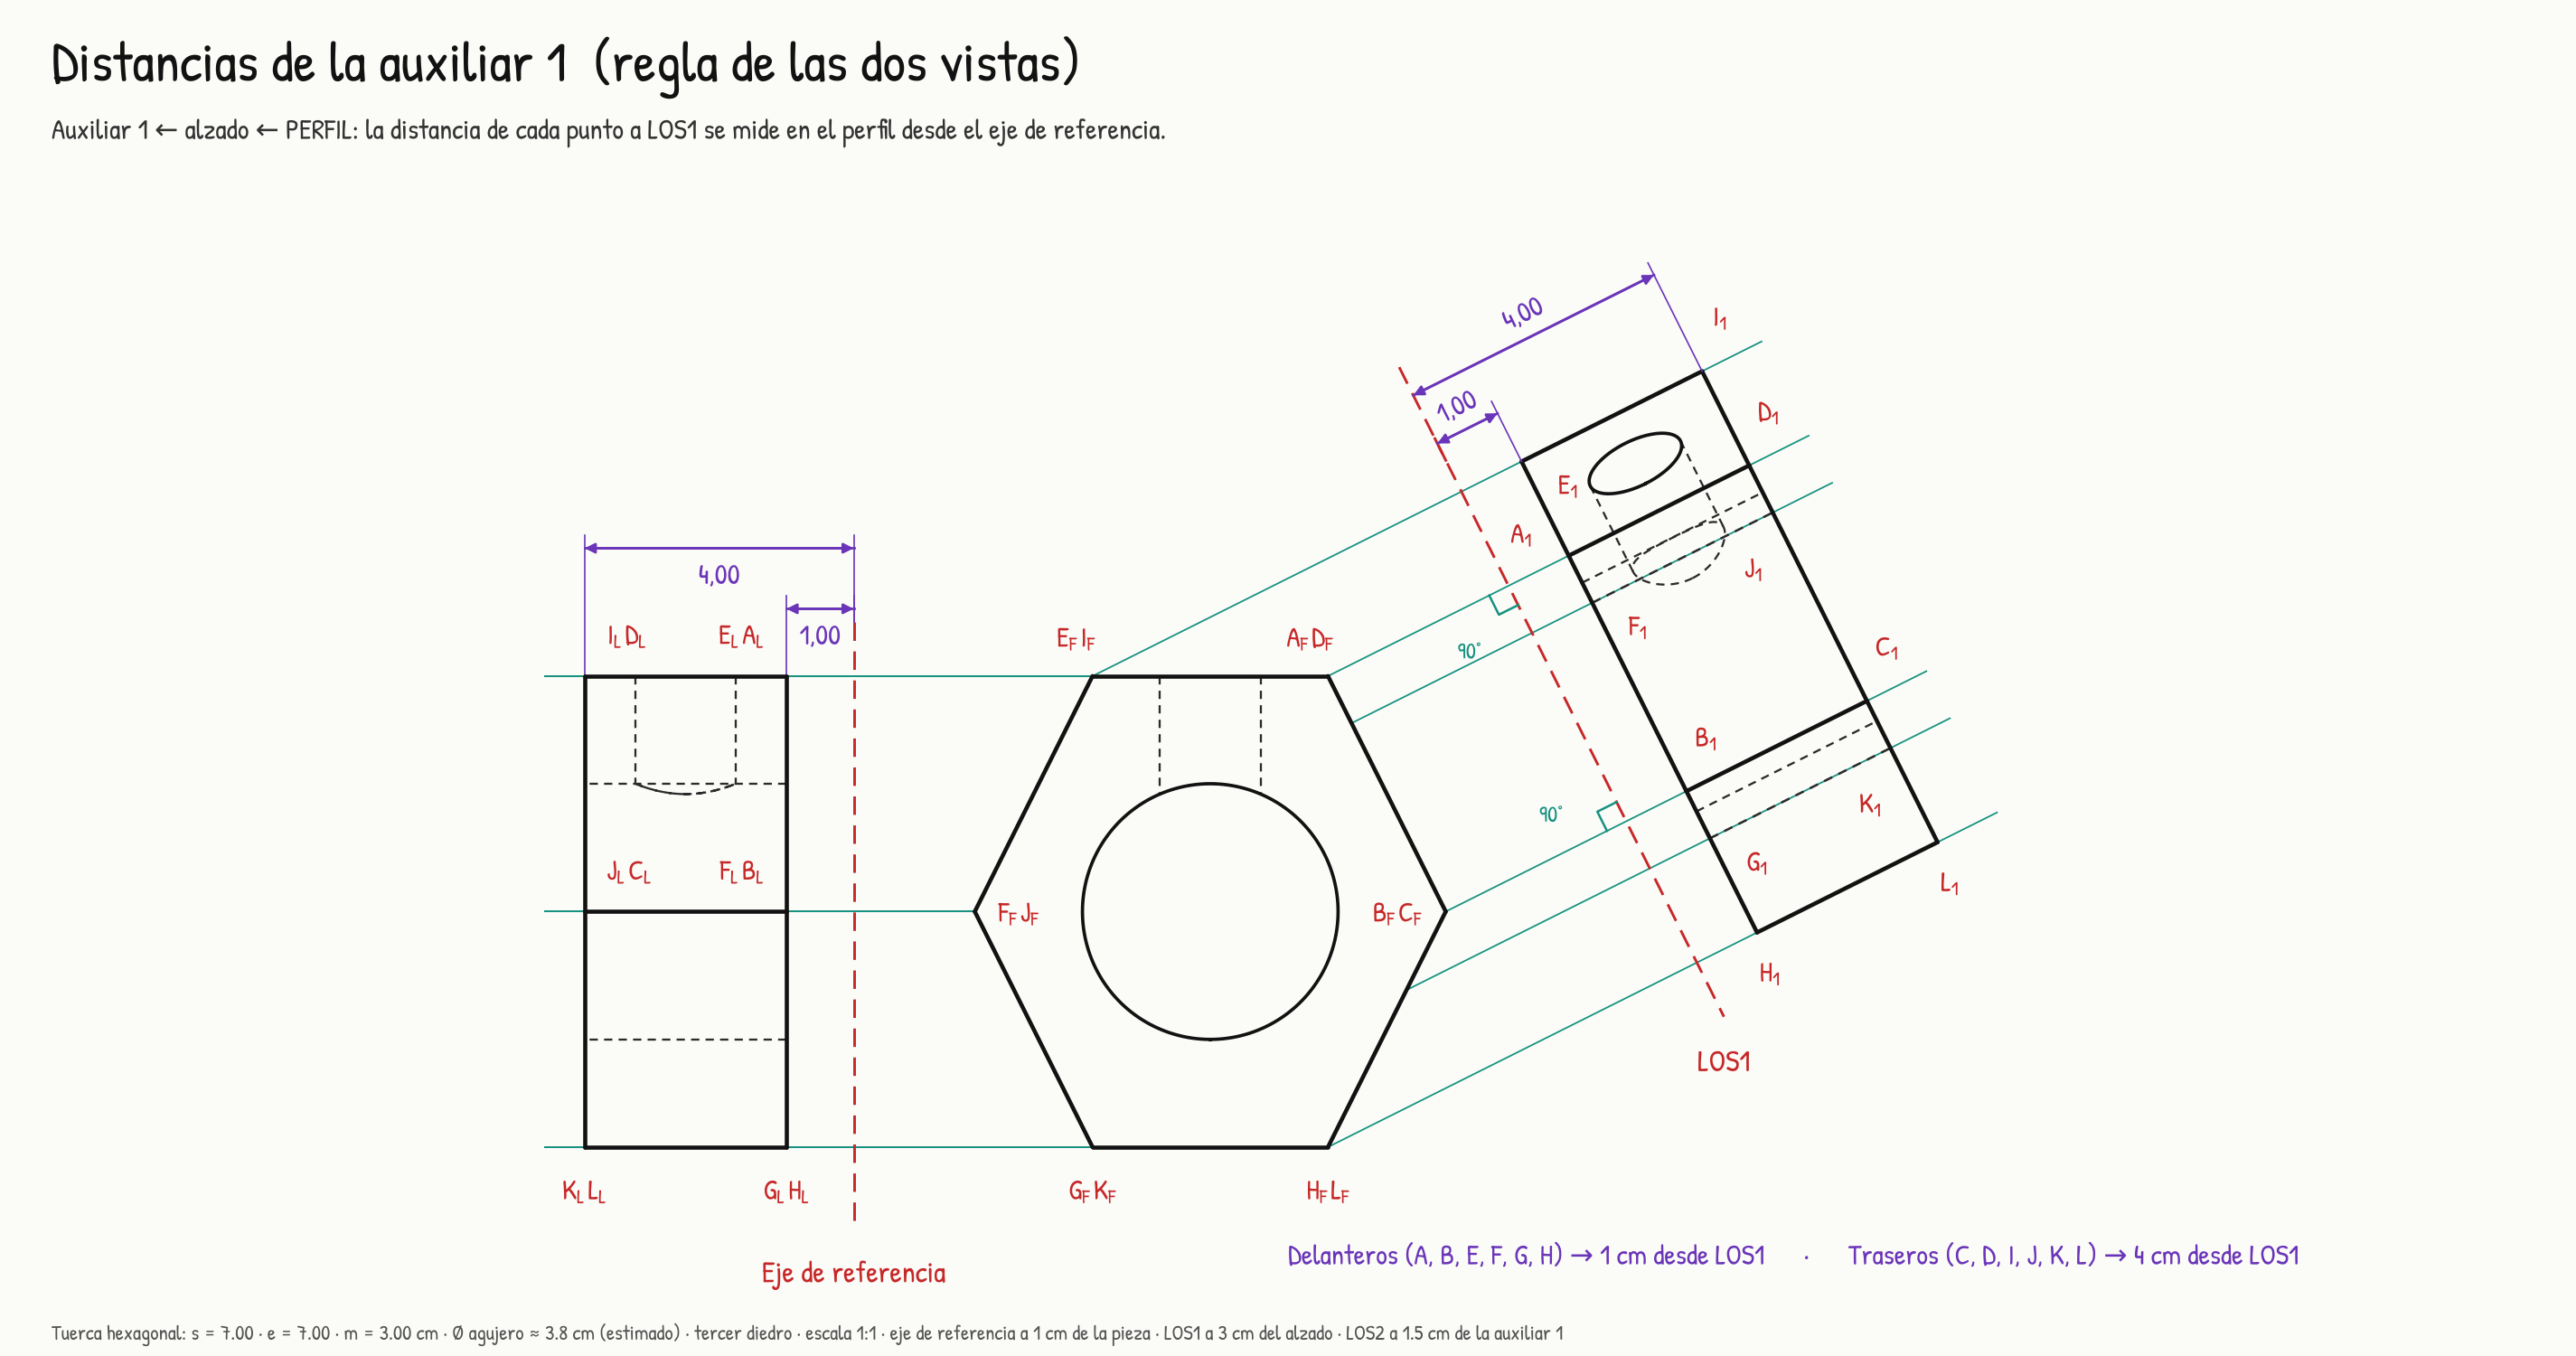 Distancias de la auxiliar 1 (regla de las dos vistas)
Auxiliar 1 ← alzado ← PERFIL: la distancia de cada punto a LOS1 se mide en el perfil desde el eje de referencia.
4,00
I1
1,00
D1
E1
A1
J1
F1
4,00
1,00
IL DL
EL AL
EF IF
AF DF
90°
C1
B1
90°
K1
G1
L1
JL CL
FL BL
FF JF
BF CF
H1
LOS1
KL LL
GL HL
GF KF
HF LF
Eje de referencia
Delanteros (A, B, E, F, G, H) → 1 cm desde LOS1 · Traseros (C, D, I, J, K, L) → 4 cm desde LOS1
Tuerca hexagonal: s = 7.00 · e = 7.00 · m = 3.00 cm · Ø agujero ≈ 3.8 cm (estimado) · tercer diedro · escala 1:1 · eje de referencia a 1 cm de la pieza · LOS1 a 3 cm del alzado · LOS2 a 1.5 cm de la auxiliar 1